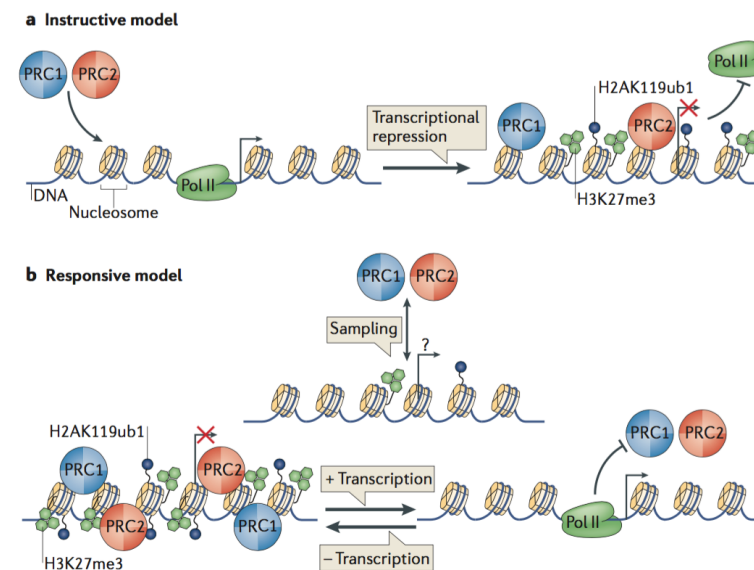 a Instructive model
PRC1 PRC2
Pol II
H2AK119ub1
Transcriptional
repression
PRC1
PRC2
Pol II
DNA
Nucleosome
H3K27me3
b Responsive model
PRC1 PRC2
Sampling
?
H2AK119ub1
PRC1
PRC2
PRC1 PRC2
+ Transcription
PRC2
PRC1
Pol II
H3K27me3
– Transcription